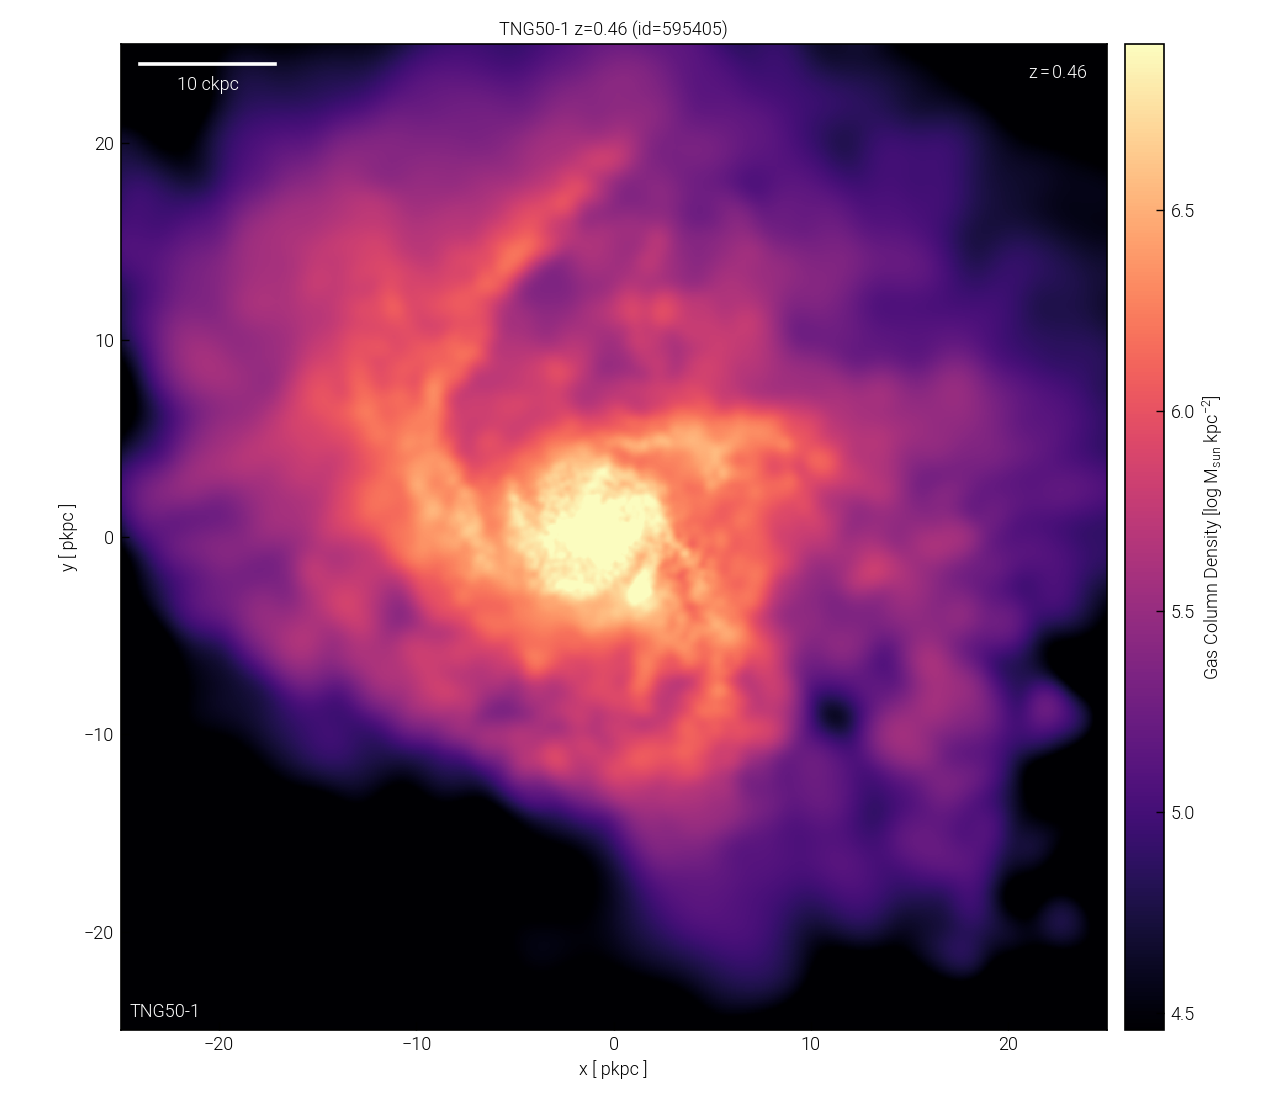 TNG50-1 z=0.46 (id=595405)
10 ckpc
z=0.46
20
10
0
−10
−20
y [ pkpc ]
TNG50-1
−20 −10 0 10 20
x [ pkpc ]
6.5
6.0
5.5
5.0
4.5
Gas Column Density [log M_sun kpc^−2]